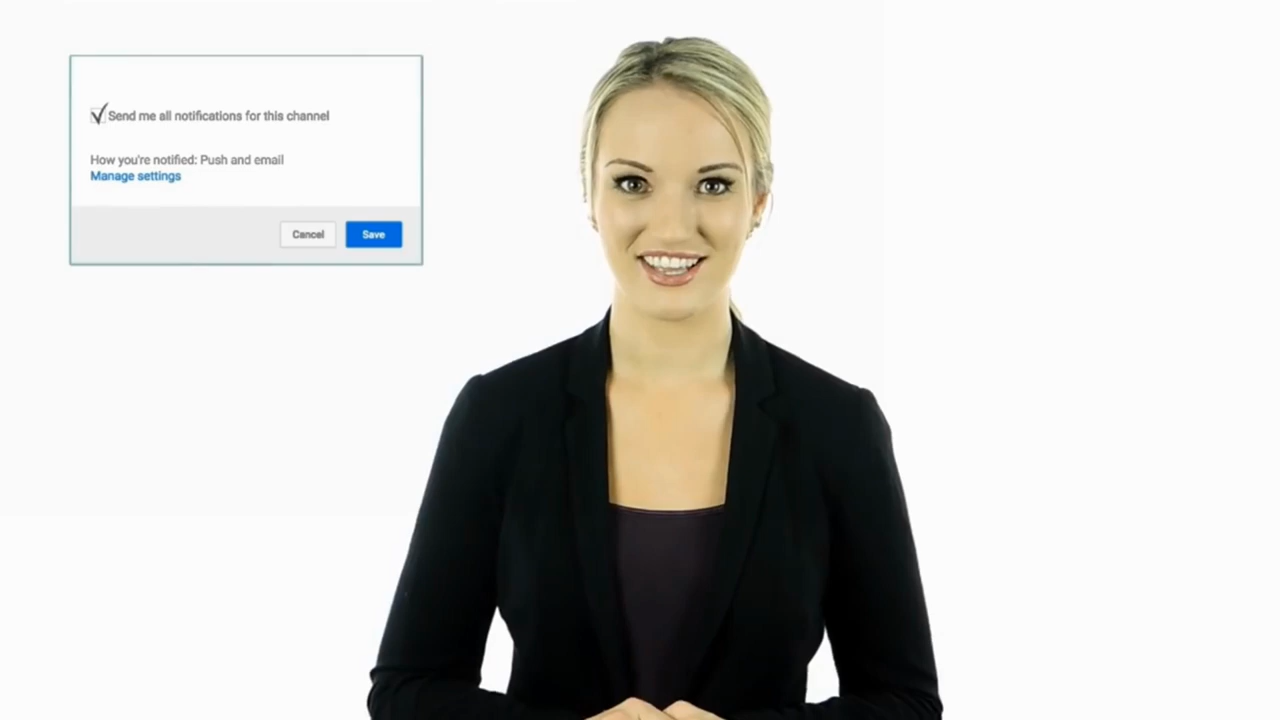 Send me all notifications for this channel
How you're notified: Push and email
Manage settings
Cancel Save